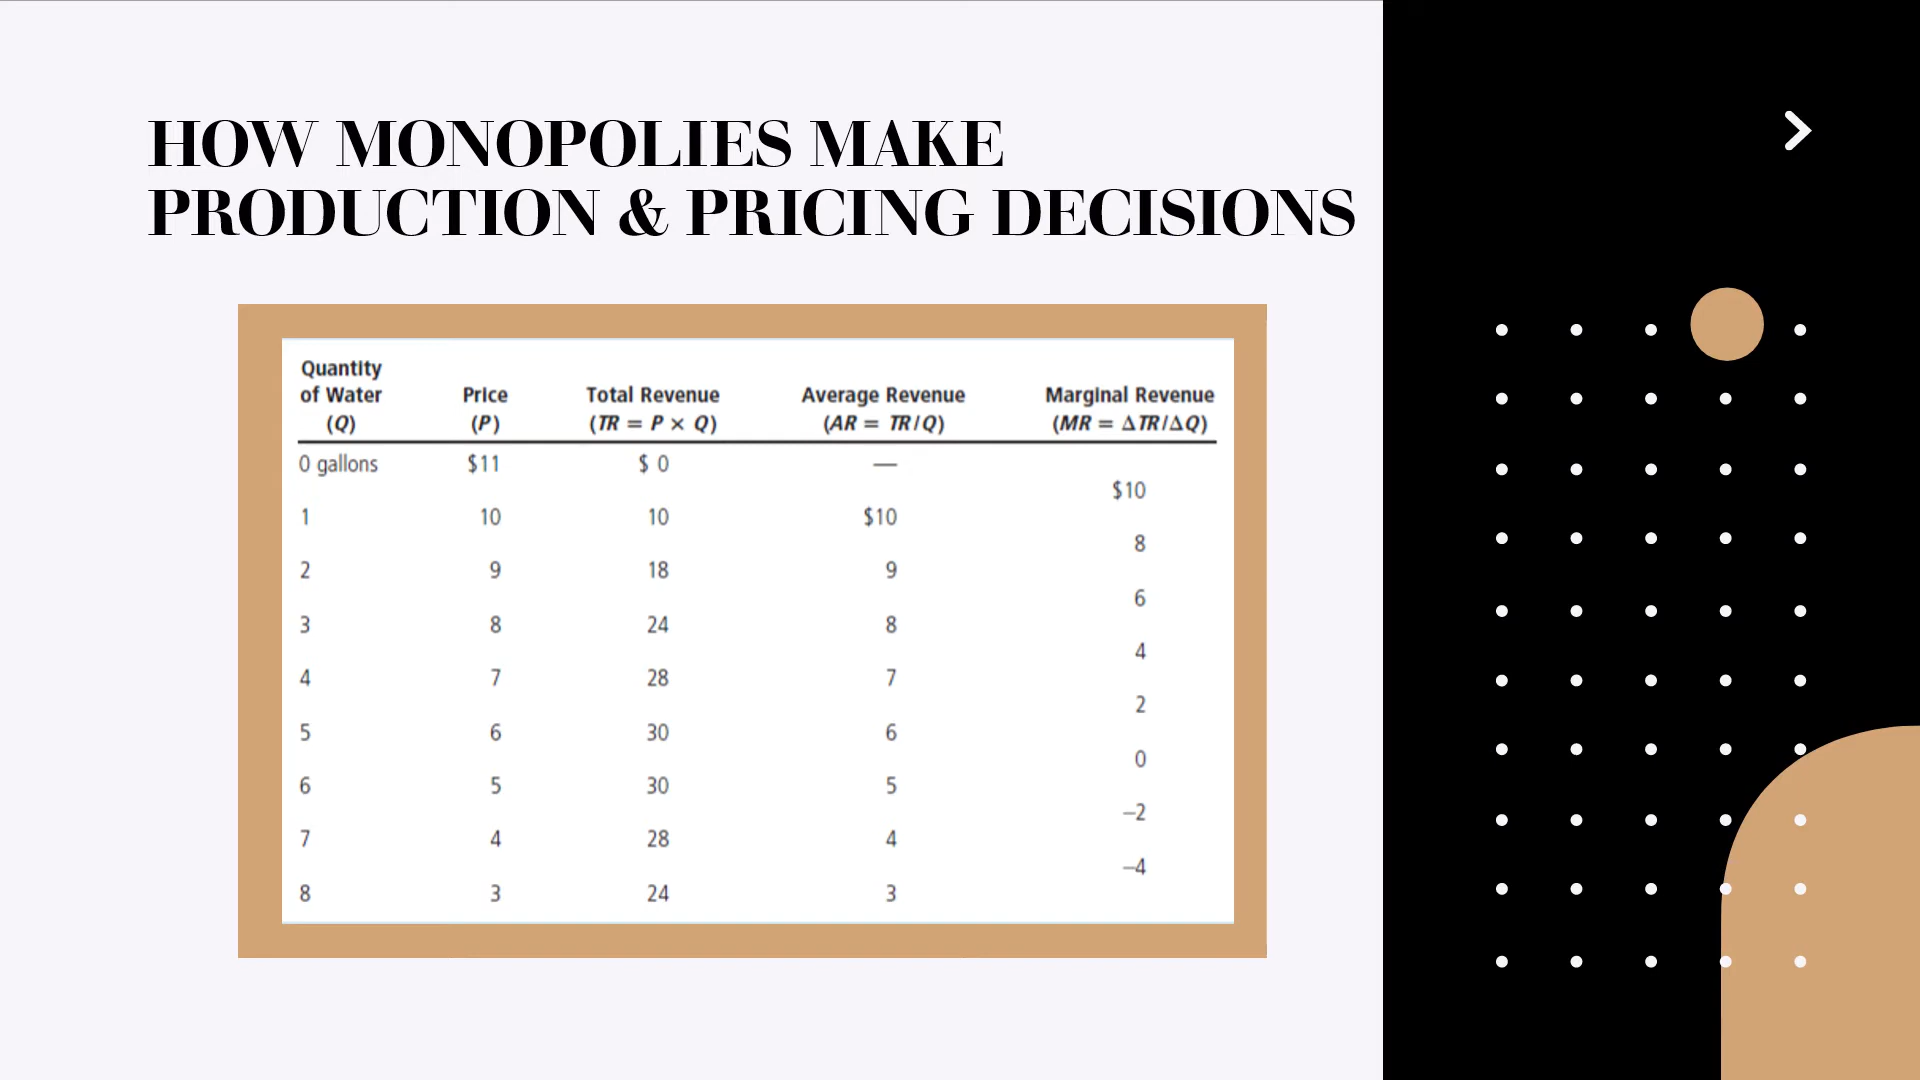 HOW MONOPOLIES MAKE
PRODUCTION & PRICING DECISIONS
Quantity
of Water Price Total Revenue Average Revenue Marginal Revenue
(Q) (P) (TR = P × Q) (AR = TR/Q) (MR = ΔTR/ΔQ)
0 gallons $11 $ 0 —
$10
1 10 10 $10
8
2 9 18 9
6
3 8 24 8
4
4 7 28 7
2
5 6 30 6
0
6 5 30 5
–2
7 4 28 4
–4
8 3 24 3